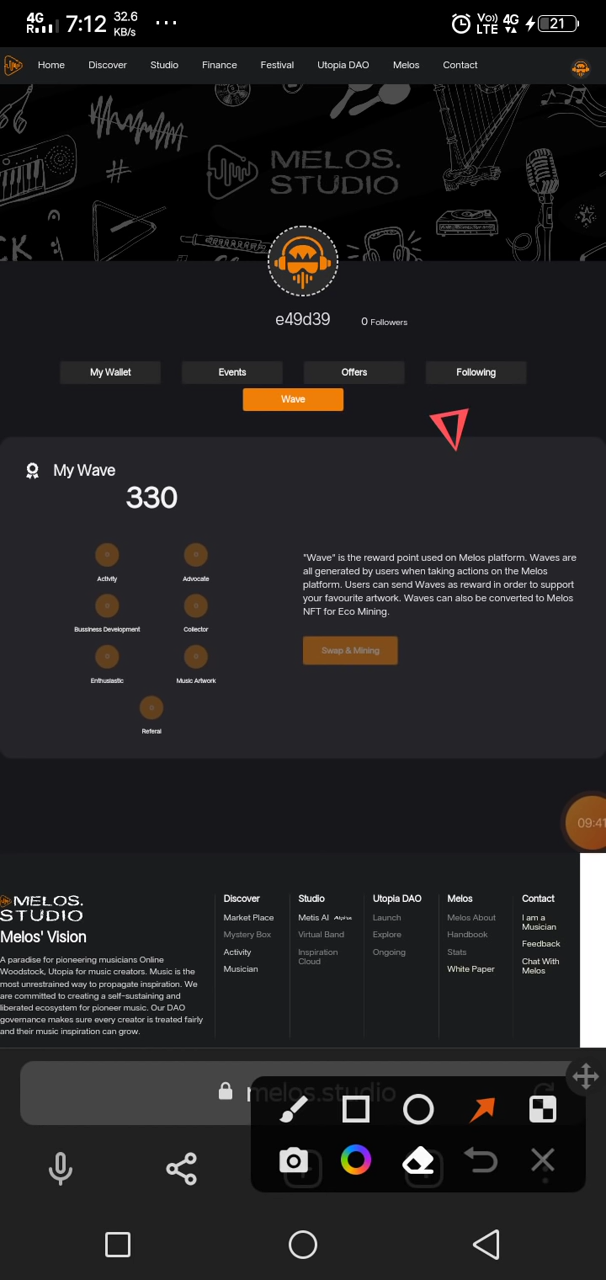 4G 7:12 32.6 KB/s ... Vo)) LTE 4G 21
R
Home Discover Studio Finance Festival Utopia DAO Melos Contact
MELOS.
STUDIO
CK
e49d39 0 Followers
My Wallet Events Offers Following
Wave
My Wave
330
Activity Advocate
Bussiness Development Collector
Enthusiastic Music Artwork
Referal
"Wave" is the reward point used on Melos platform. Waves are
all generated by users when taking actions on the Melos
platform. Users can send Waves as reward in order to support
your favourite artwork. Waves can also be converted to Melos
NFT for Eco Mining.
Swap & Mining
09:41
MELOS.
STUDIO
Melos' Vision
A paradise for pioneering musicians Online
Woodstock, Utopia for music creators. Music is the
most unrestrained way to propagate inspiration. We
are committed to creating a self-sustaining and
liberated ecosystem for pioneer music. Our DAO
governance makes sure every creator is treated fairly
and their music inspiration can grow.
Discover
Market Place
Mystery Box
Activity
Musician
Studio
Metis AI Alpha
Virtual Band
Inspiration
Cloud
Utopia DAO
Launch
Explore
Ongoing
Melos
Melos About
Handbook
Stats
White Paper
Contact
I am a
Musician
Feedback
Chat With
Melos
melos.studio